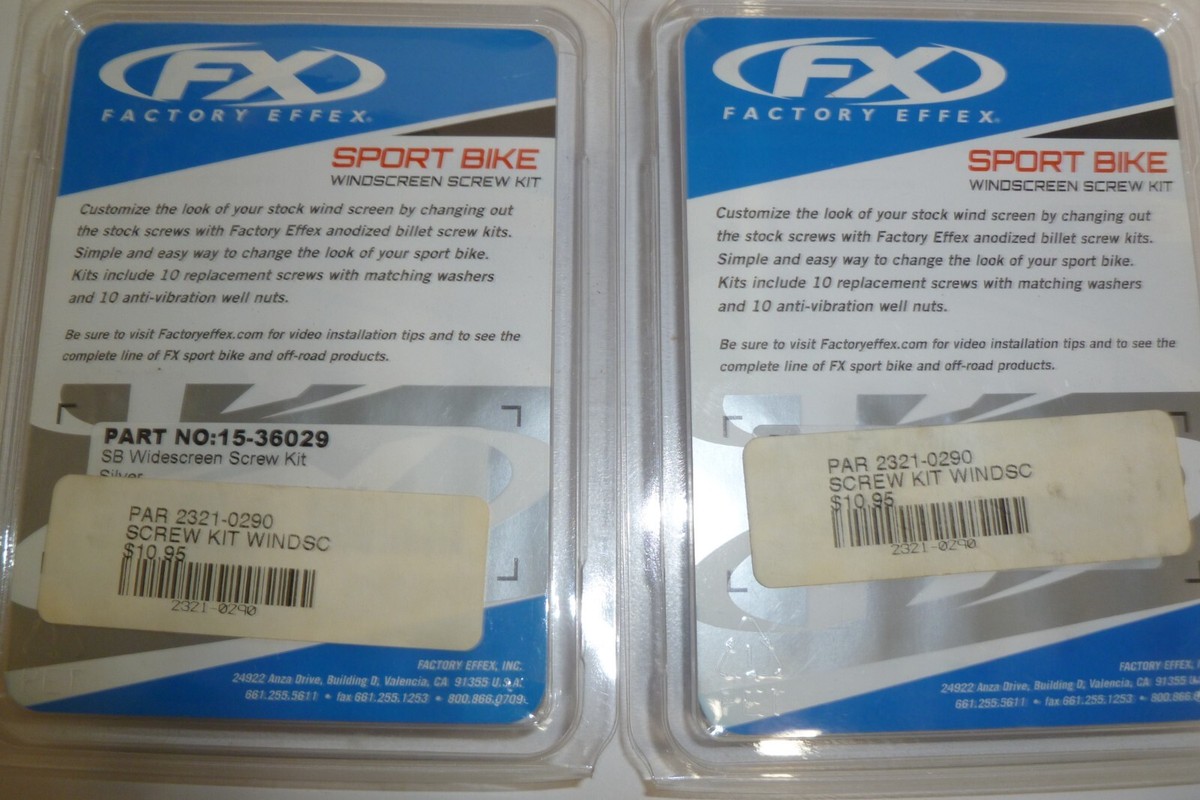 FX
FACTORY EFFEX®
SPORT BIKE
WINDSCREEN SCREW KIT
Customize the look of your stock wind screen by changing out
the stock screws with Factory Effex anodized billet screw kits.
Simple and easy way to change the look of your sport bike.
Kits include 10 replacement screws with matching washers
and 10 anti-vibration well nuts.
Be sure to visit Factoryeffex.com for video installation tips and to see the
complete line of FX sport bike and off-road products.
PART NO:15-36029
SB Widescreen Screw Kit
Silver
PAR 2321-0290
SCREW KIT WINDSC
$10.95
2321-0290
FACTORY EFFEX, INC.
24922 Anza Drive, Building D, Valencia, CA 91355 U.S.A.
661.255.5611 • fax 661.255.1253 • 800.866.0709
FX
FACTORY EFFEX®
SPORT BIKE
WINDSCREEN SCREW KIT
Customize the look of your stock wind screen by changing out
the stock screws with Factory Effex anodized billet screw kits.
Simple and easy way to change the look of your sport bike.
Kits include 10 replacement screws with matching washers
and 10 anti-vibration well nuts.
Be sure to visit Factoryeffex.com for video installation tips and to see the
complete line of FX sport bike and off-road products.
PAR 2321-0290
SCREW KIT WINDSC
$10.95
2321-0290
FACTORY EFFEX,
24922 Anza Drive, Building D, Valencia, CA 91355
661.255.5611 • fax 661.255.1253 • 800.866